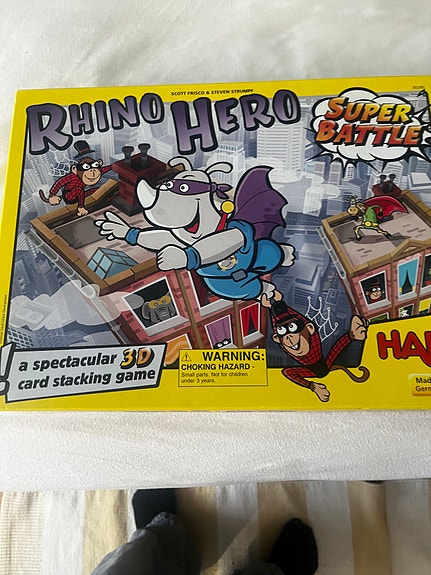 SCOTT FRISCO & STEVEN STRUMPF
RHINO HERO
SUPER
BATTLE
a spectacular 3D
card stacking game
WARNING:
CHOKING HAZARD -
Small parts. Not for children
under 3 years.
HA
Mad
Germ